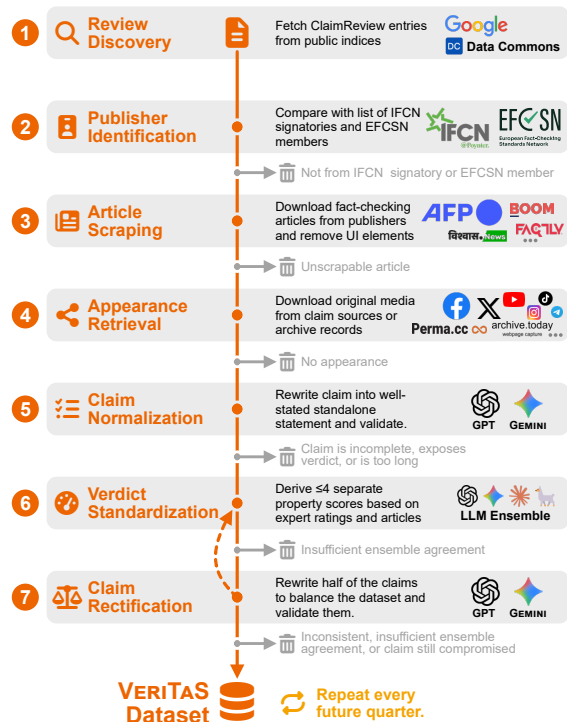 1
Review
Discovery
Fetch ClaimReview entries
from public indices
Google
DC Data Commons
2
Publisher
Identification
Compare with list of IFCN
signatories and EFCSN
members
IFCN
@Poynter.
EFCSN
European Fact-Checking
Standards Network
Not from IFCN signatory or EFCSN member
3
Article
Scraping
Download fact-checking
articles from publishers
and remove UI elements
AFP
BOOM
विश्वास.News
FACTLY
Unscrapable article
4
Appearance
Retrieval
Download original media
from claim sources or
archive records
Perma.cc
archive.today
webpage capture
No appearance
5
Claim
Normalization
Rewrite claim into well-
stated standalone
statement and validate.
GPT
GEMINI
Claim is incomplete, exposes
verdict, or is too long
6
Verdict
Standardization
Derive ≤4 separate
property scores based on
expert ratings and articles
LLM Ensemble
Insufficient ensemble agreement
7
Claim
Rectification
Rewrite half of the claims
to balance the dataset and
validate them.
GPT
GEMINI
Inconsistent, insufficient ensemble
agreement, or claim still compromised
VERITAS
Dataset
Repeat every
future quarter.